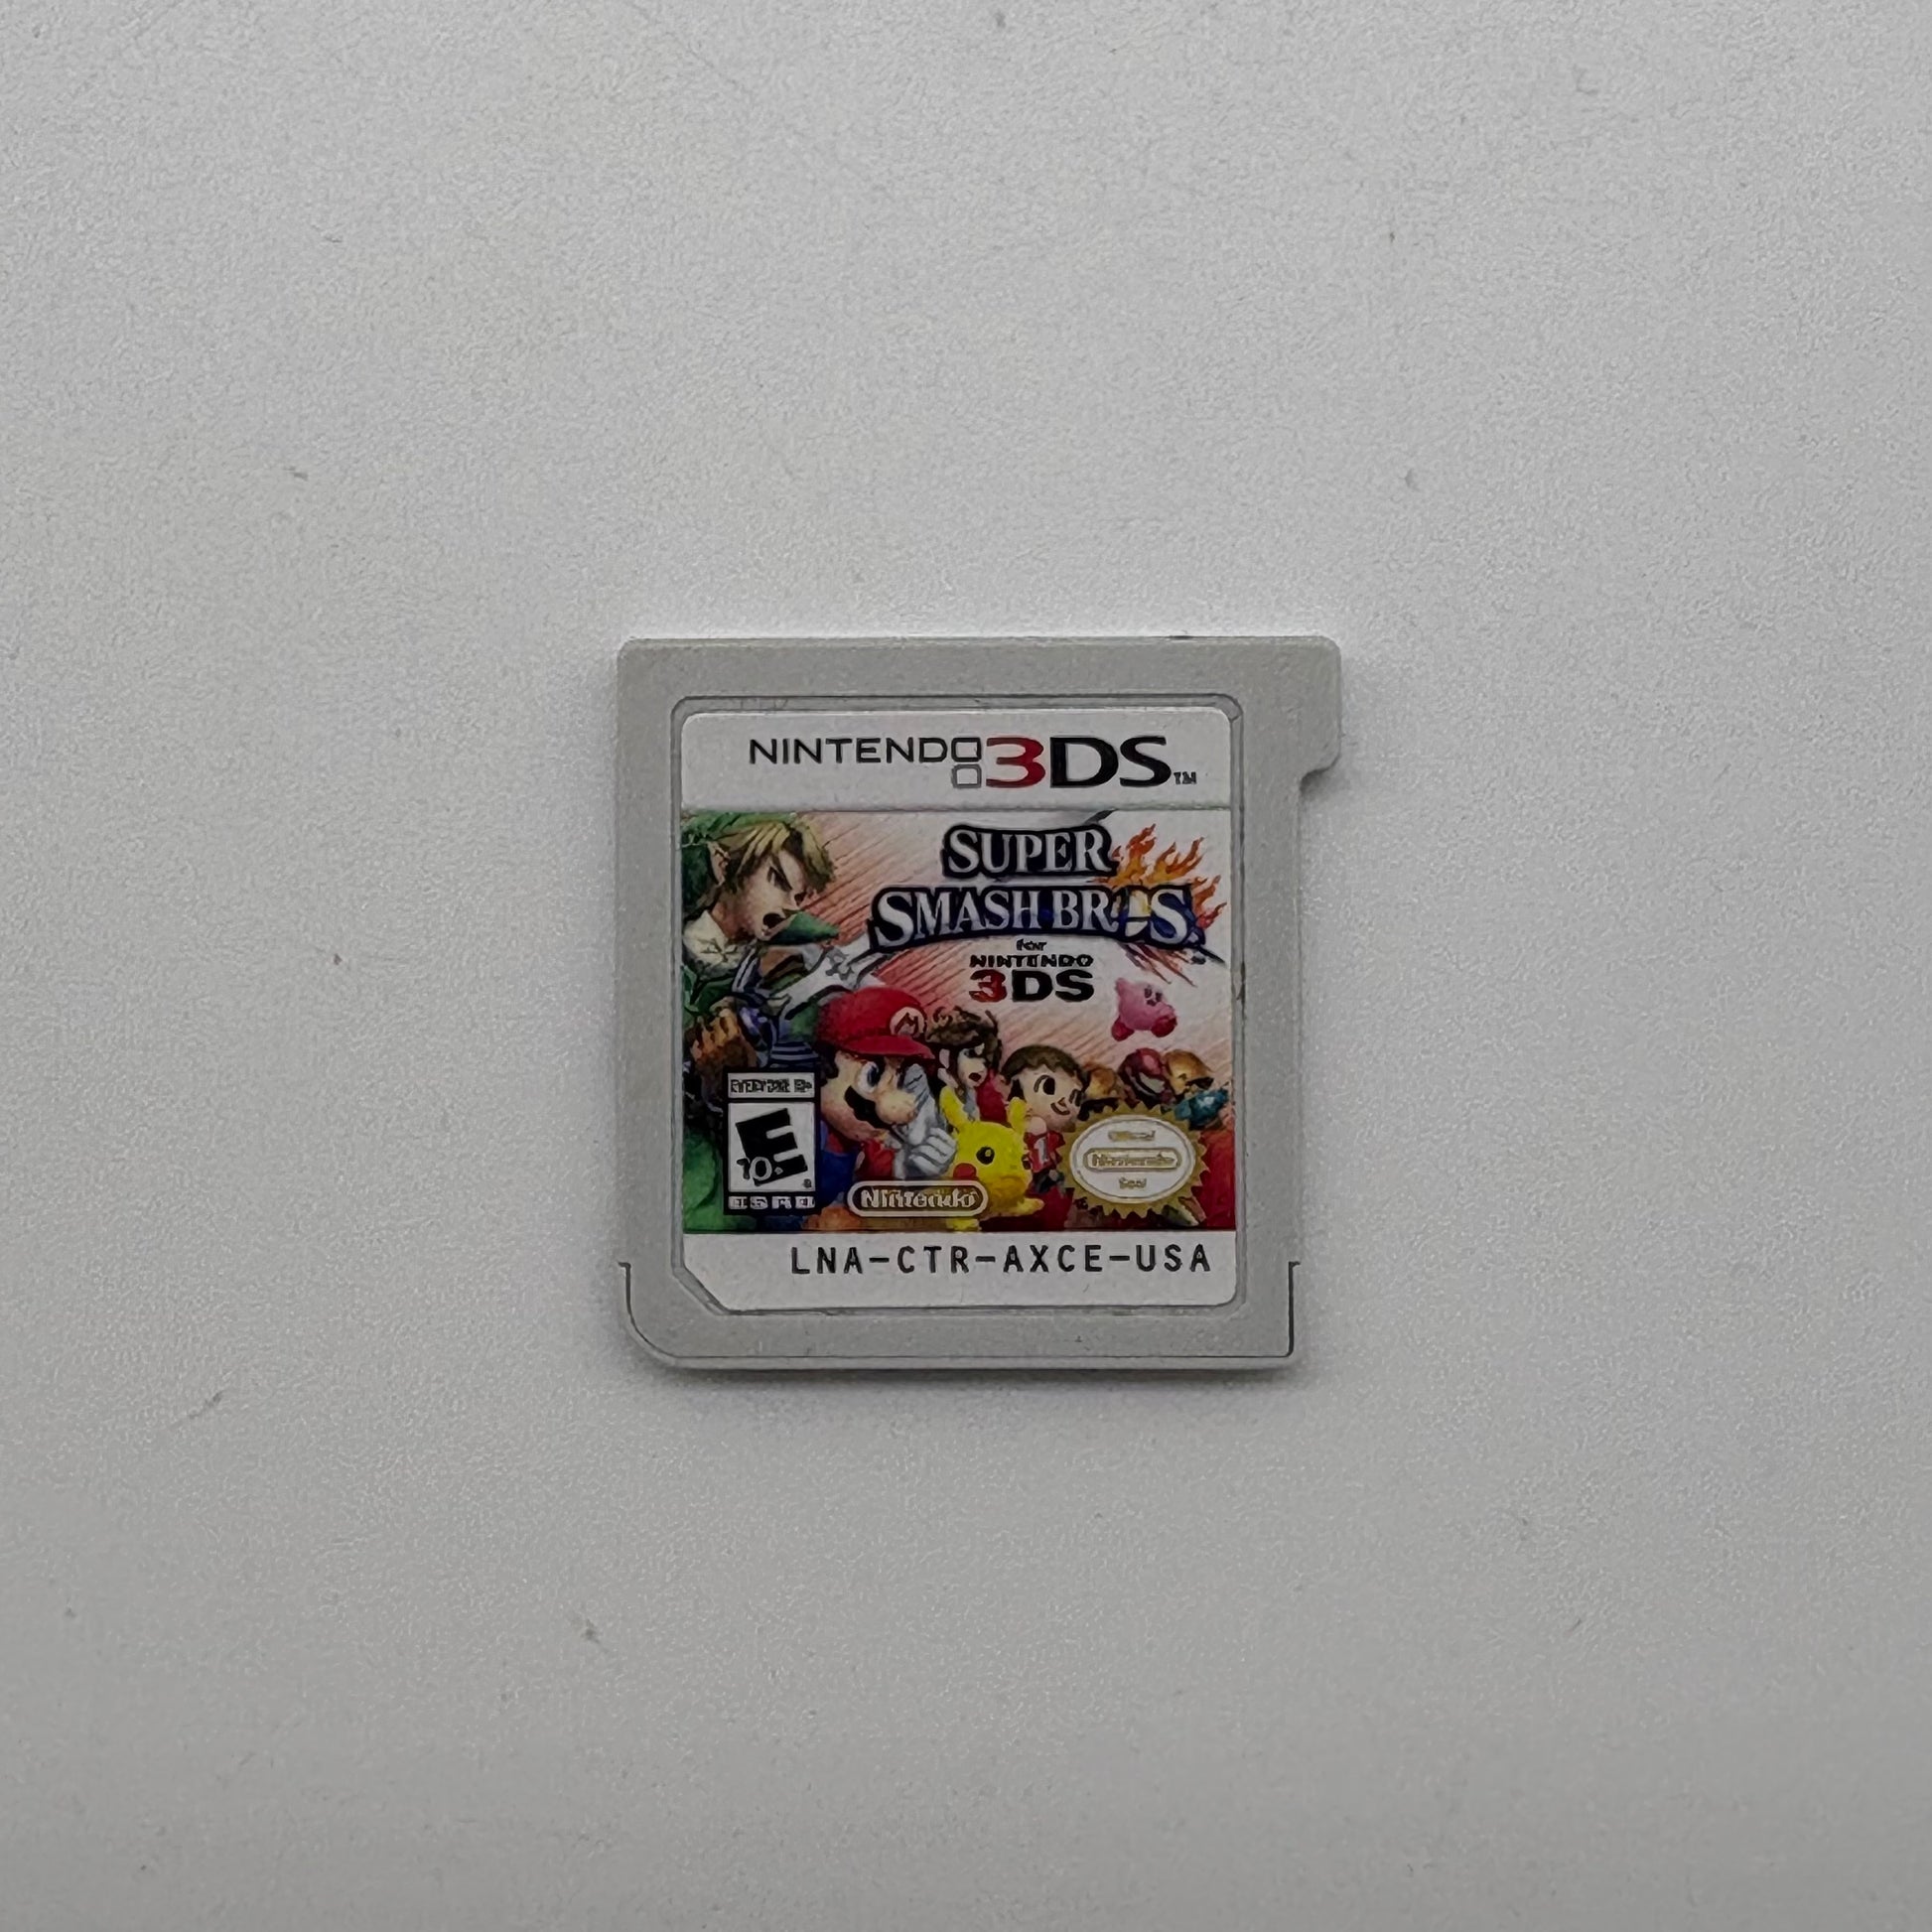 NINTENDO 3DS™
SUPER
SMASH BROS.
for
NINTENDO
3DS
M
EVERYONE 10+
E
10+
ESRB
Nintendo
Official
Nintendo
Seal
LNA-CTR-AXCE-USA